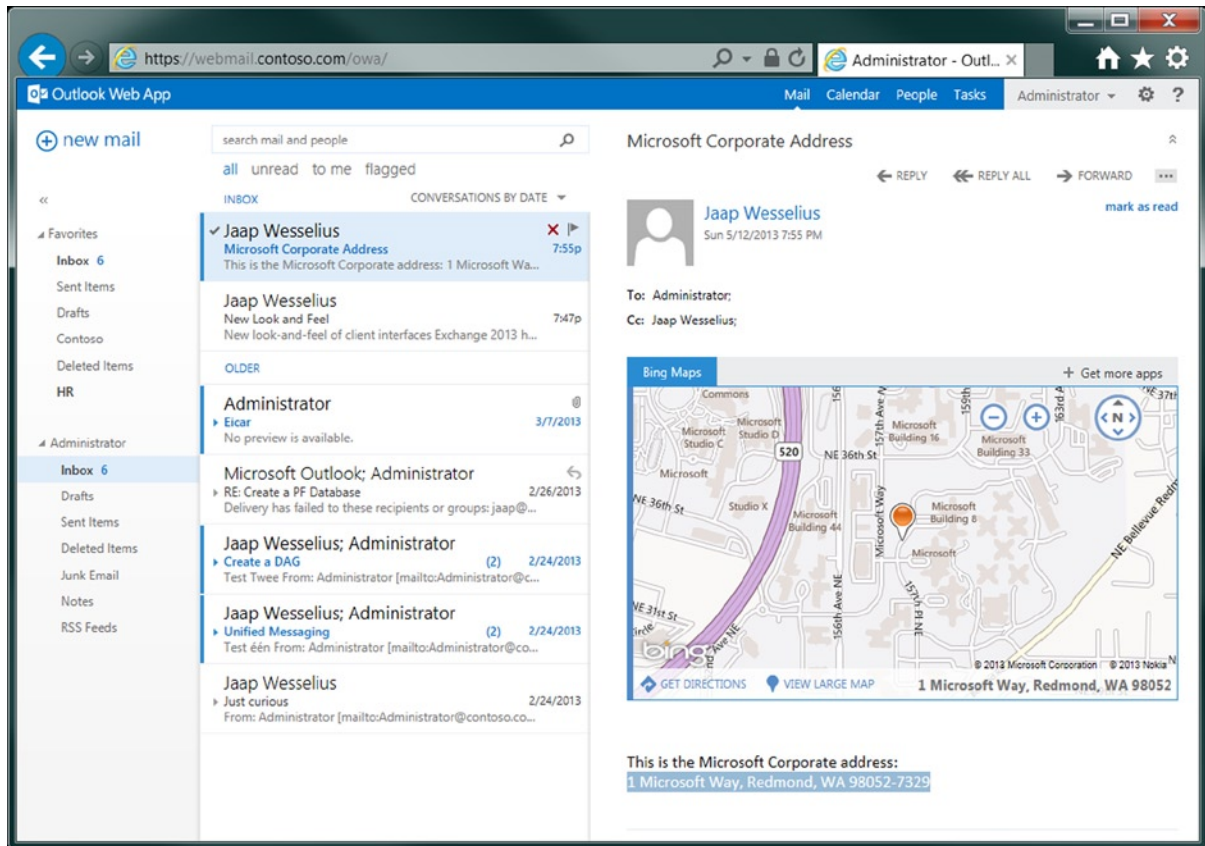 https://webmail.contoso.com/owa/
Administrator - Outl...
Outlook Web App
Mail Calendar People Tasks Administrator
?
new mail
Favorites
Inbox 6
Sent Items
Drafts
Contoso
Deleted Items
HR
Administrator
Inbox 6
Drafts
Sent Items
Deleted Items
Junk Email
Notes
RSS Feeds
search mail and people
all unread to me flagged
INBOX CONVERSATIONS BY DATE
Jaap Wesselius
Microsoft Corporate Address 7:55p
This is the Microsoft Corporate address: 1 Microsoft Wa...
Jaap Wesselius
New Look and Feel 7:47p
New look-and-feel of client interfaces Exchange 2013 h...
OLDER
Administrator
Eicar 3/7/2013
No preview is available.
Microsoft Outlook; Administrator
RE: Create a PF Database 2/26/2013
Delivery has failed to these recipients or groups: jaap@...
Jaap Wesselius; Administrator
Create a DAG (2) 2/24/2013
Test Twee From: Administrator [mailto:Administrator@c...
Jaap Wesselius; Administrator
Unified Messaging (2) 2/24/2013
Test één From: Administrator [mailto:Administrator@co...
Jaap Wesselius
Just curious 2/24/2013
From: Administrator [mailto:Administrator@contoso.co...
Microsoft Corporate Address
REPLY REPLY ALL FORWARD
mark as read
Jaap Wesselius
Sun 5/12/2013 7:55 PM
To: Administrator;
Cc: Jaap Wesselius;
Bing Maps
+ Get more apps
Commons
Microsoft
Studio C
Microsoft
Studio D
520
NE 36th St
156
157th Ave N
Microsoft
Building 16
159th
163rd A
NE 37th
N
Microsoft
Building 33
Microsoft
NE 36th St
Studio X
Microsoft
Building 44
Microsoft Way
Microsoft
Building 8
Microsoft
NE Bellevue Redm
156th Ave NE
157th Pl NE
NE 31st St
Circle
nd Ave NE
bing
© 2013 Microsoft Corporation © 2013 Nokia
GET DIRECTIONS VIEW LARGE MAP
1 Microsoft Way, Redmond, WA 98052
This is the Microsoft Corporate address:
1 Microsoft Way, Redmond, WA 98052-7329